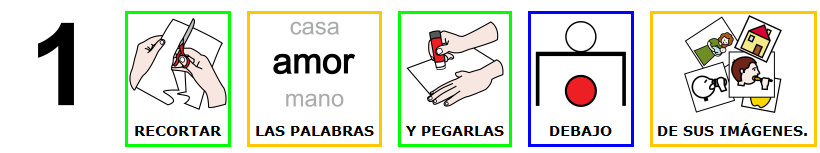 1
casa
amor
mano
RECORTAR
LAS PALABRAS
Y PEGARLAS
DEBAJO
DE SUS IMÁGENES.